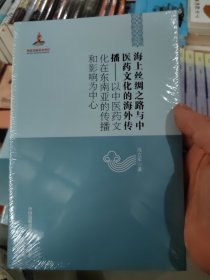 海上丝绸之路与中
医药文化的海外传
播——以中医药文
化在东南亚的传播
和影响为中心